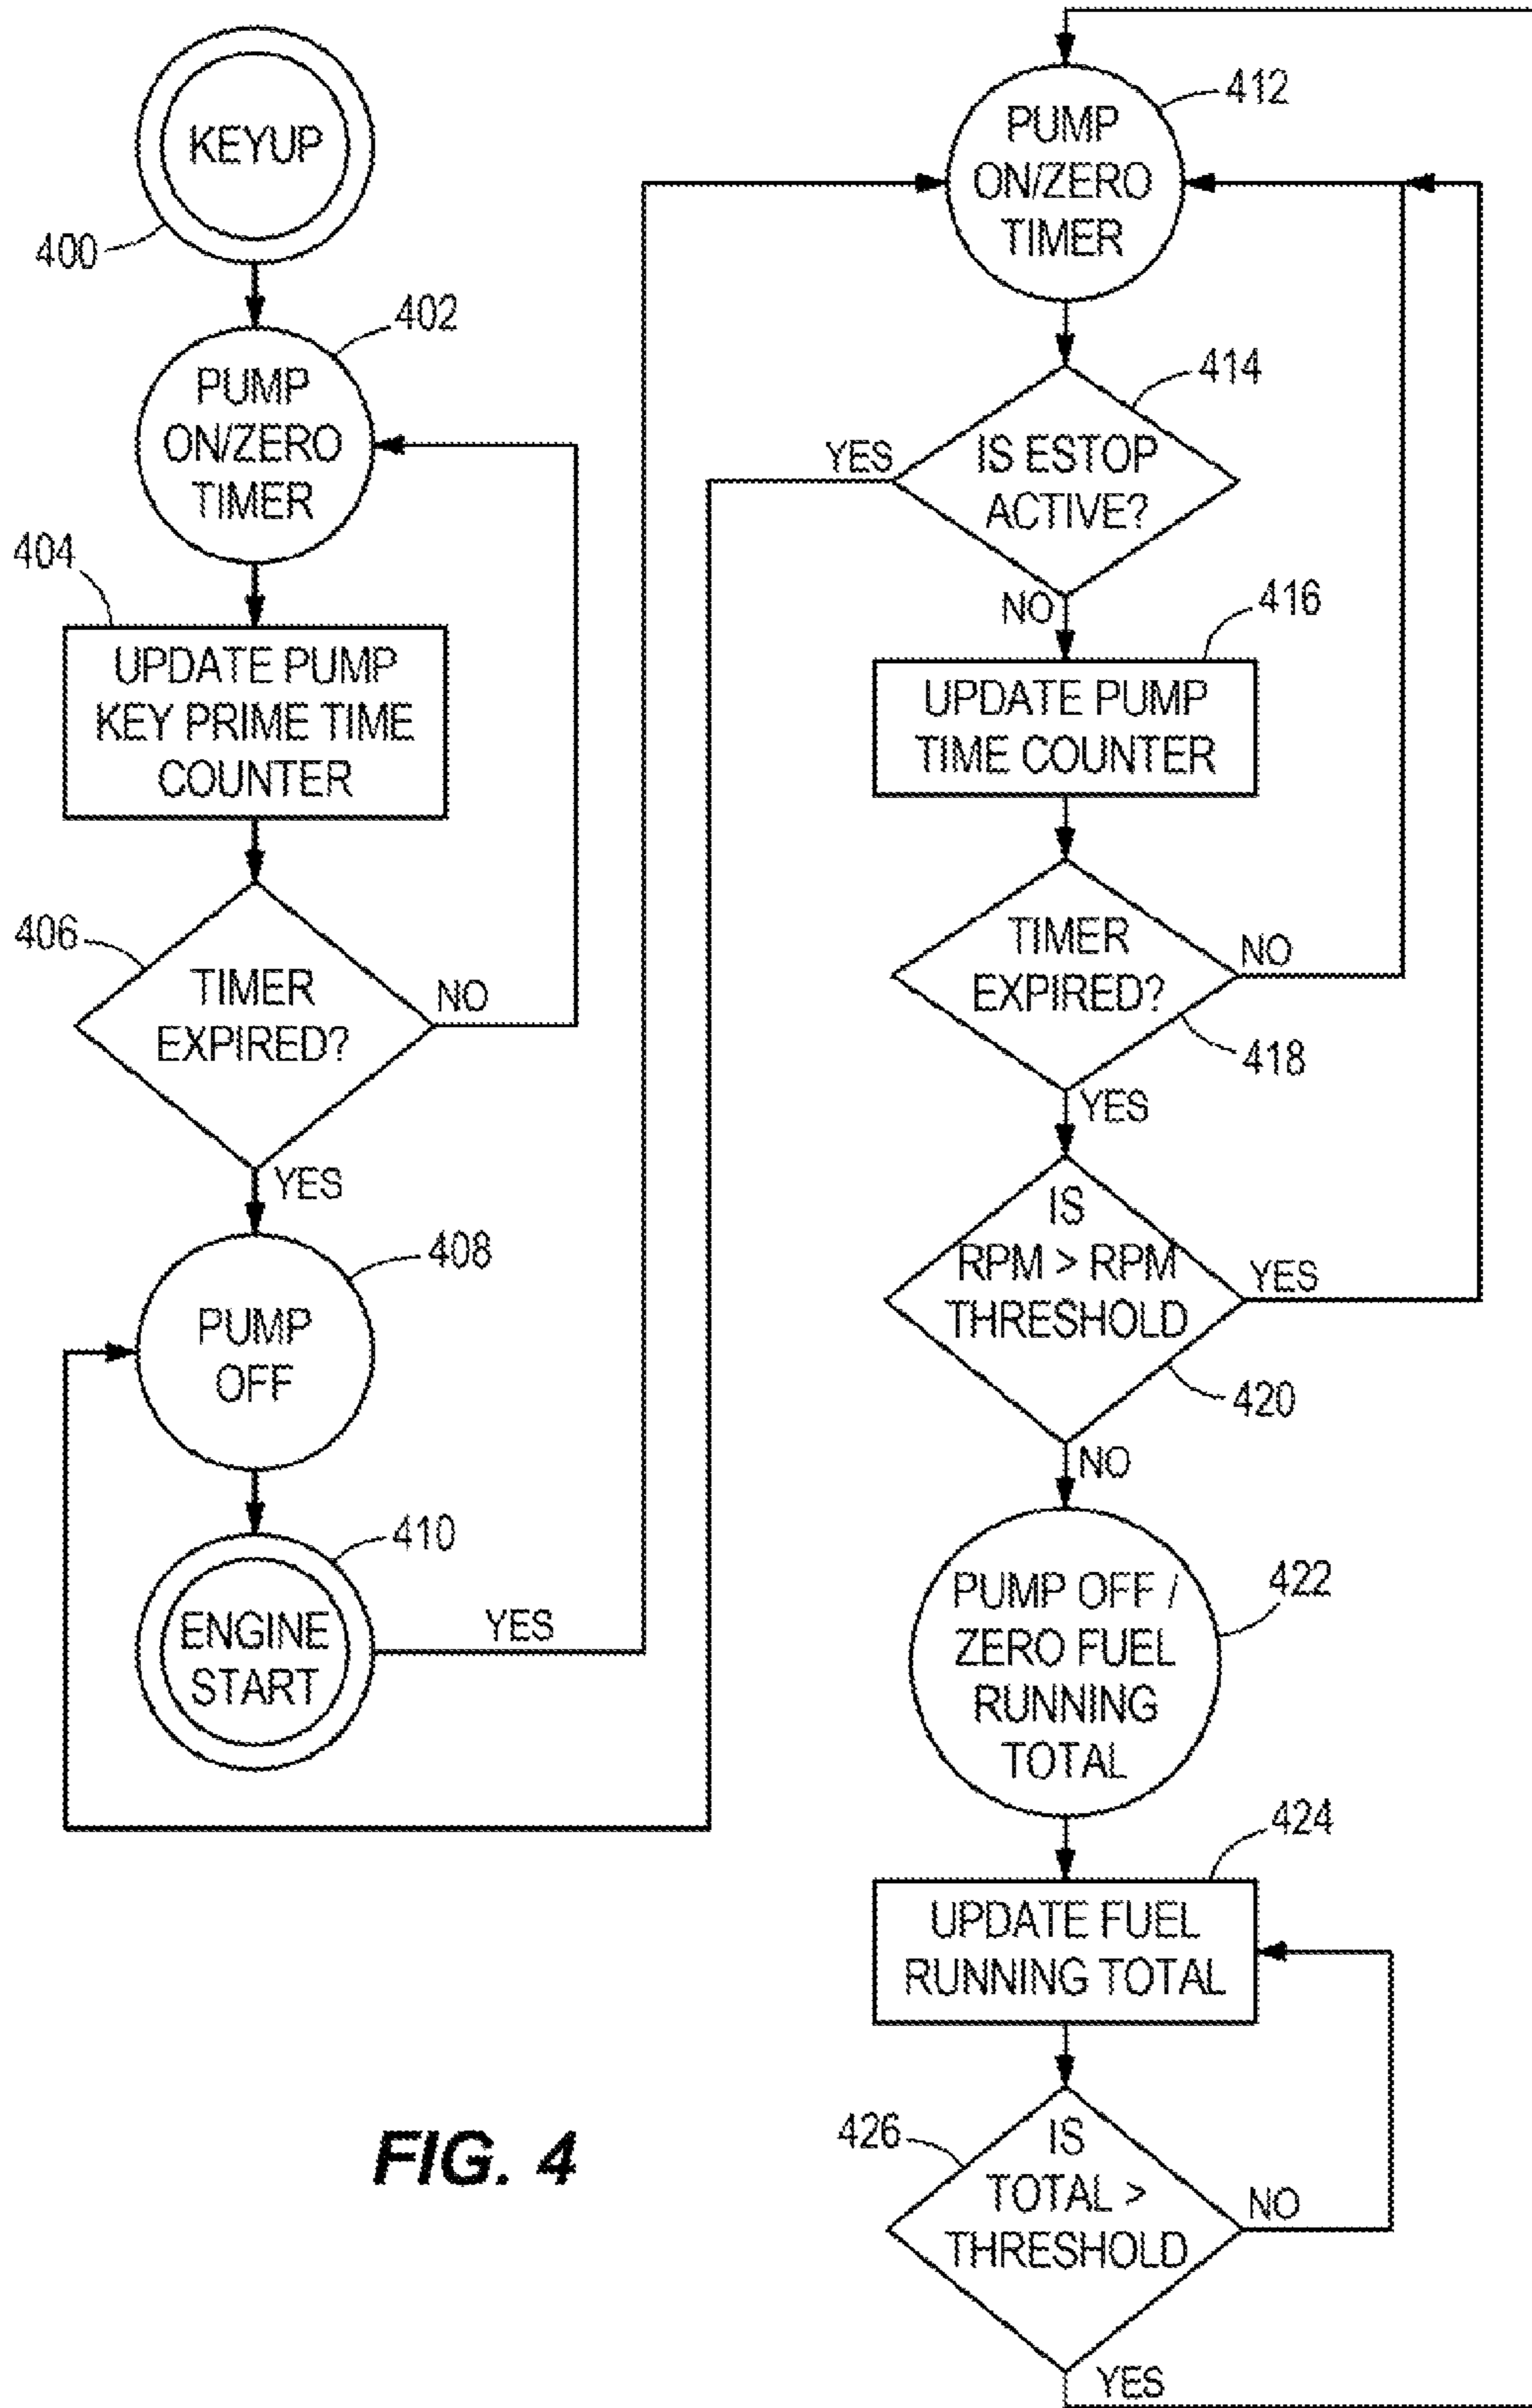 KEYUP
400
402
PUMP
ON/ZERO
TIMER
404
UPDATE PUMP
KEY PRIME TIME
COUNTER
406
TIMER
EXPIRED?
NO
YES
408
PUMP
OFF
410
ENGINE
START
YES
412
PUMP
ON/ZERO
TIMER
414
YES
IS ESTOP
ACTIVE?
NO
416
UPDATE PUMP
TIME COUNTER
TIMER
EXPIRED?
NO
418
YES
IS
RPM > RPM
THRESHOLD
YES
420
NO
PUMP OFF /
ZERO FUEL
RUNNING
TOTAL
422
424
UPDATE FUEL
RUNNING TOTAL
426
IS
TOTAL >
THRESHOLD
NO
YES
FIG. 4